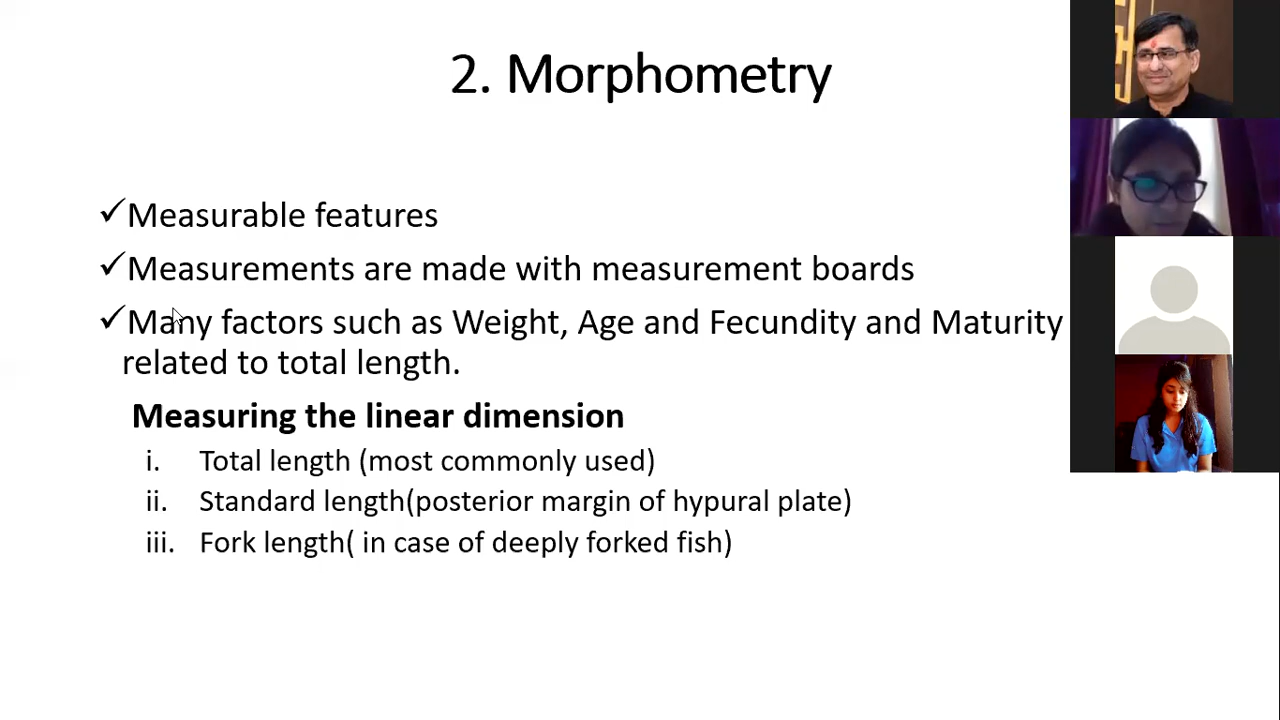 2. Morphometry
✓Measurable features
✓Measurements are made with measurement boards
✓Many factors such as Weight, Age and Fecundity and Maturity
related to total length.
Measuring the linear dimension
i. Total length (most commonly used)
ii. Standard length(posterior margin of hypural plate)
iii. Fork length( in case of deeply forked fish)